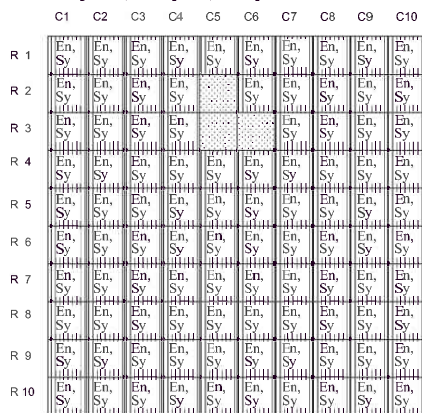 C1 C2 C3 C4 C5 C6 C7 C8 C9 C10
R 1 En, Sy En, Sy En, Sy En, Sy En, Sy En, Sy En, Sy En, Sy En, Sy En, Sy
R 2 En, Sy En, Sy En, Sy En, Sy En, Sy En, Sy En, Sy En, Sy En, Sy
R 3 En, Sy En, Sy En, Sy En, Sy En, Sy En, Sy En, Sy En, Sy
R 4 En, Sy En, Sy En, Sy En, Sy En, Sy En, Sy En, Sy En, Sy En, Sy En, Sy
R 5 En, Sy En, Sy En, Sy En, Sy En, Sy En, Sy En, Sy En, Sy En, Sy En, Sy
R 6 En, Sy En, Sy En, Sy En, Sy En, Sy En, Sy En, Sy En, Sy En, Sy En, Sy
R 7 En, Sy En, Sy En, Sy En, Sy En, Sy En, Sy En, Sy En, Sy En, Sy En, Sy
R 8 En, Sy En, Sy En, Sy En, Sy En, Sy En, Sy En, Sy En, Sy En, Sy En, Sy
R 9 En, Sy En, Sy En, Sy En, Sy En, Sy En, Sy En, Sy En, Sy En, Sy En, Sy
R 10 En, Sy En, Sy En, Sy En, Sy En, Sy En, Sy En, Sy En, Sy En, Sy En, Sy